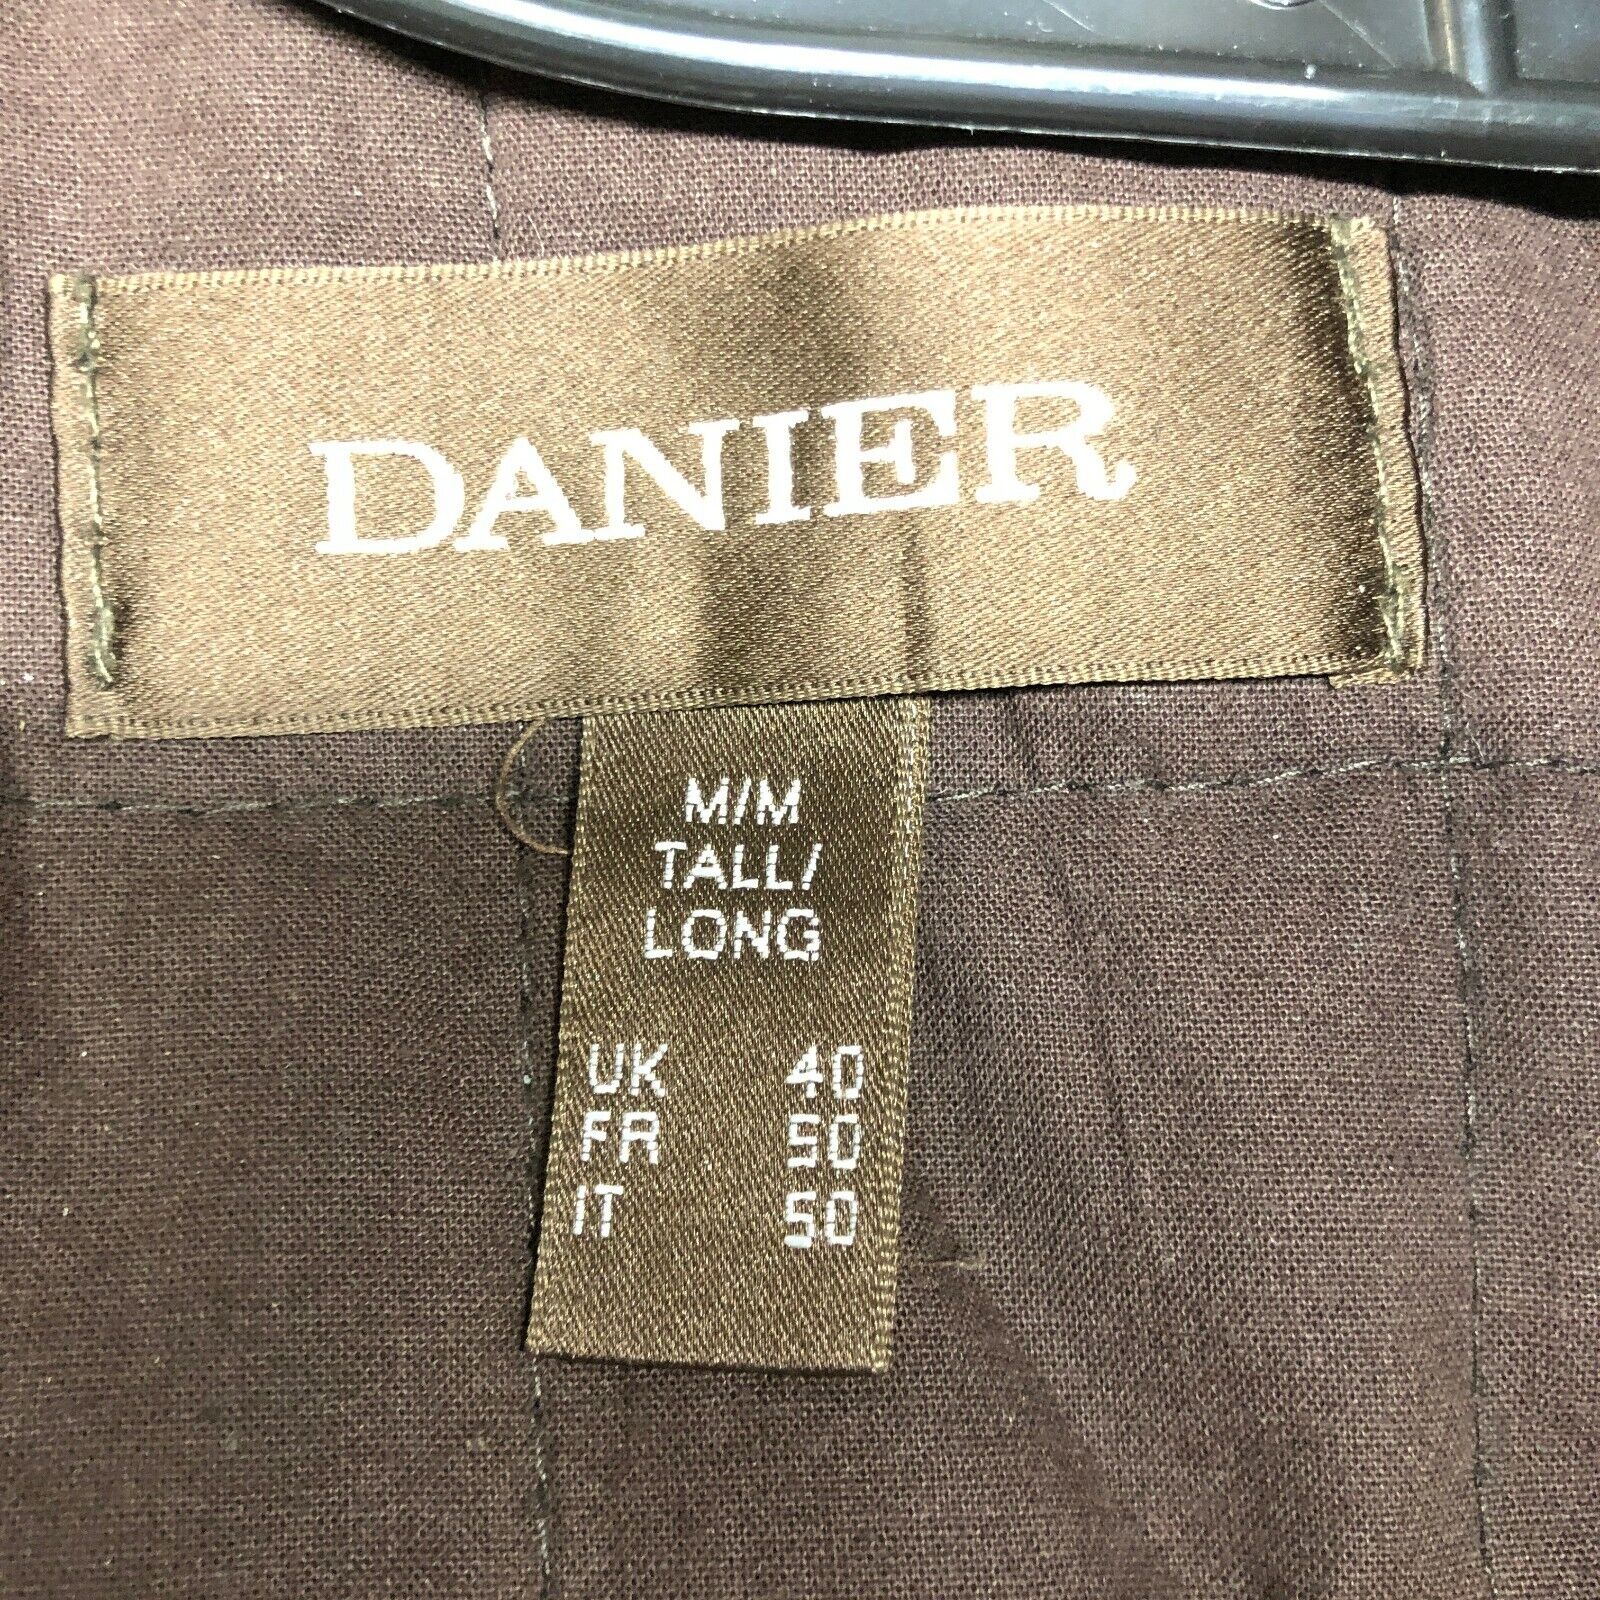 DANIER
M/M
TALL/
LONG
UK 40
FR 50
IT 50